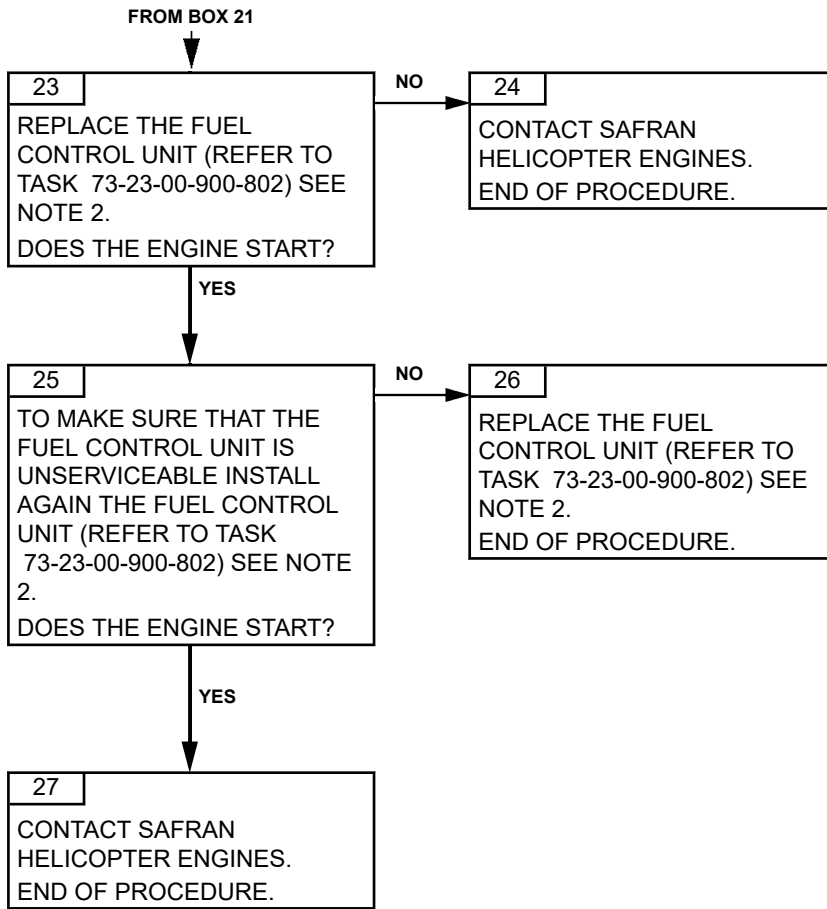 FROM BOX 21
23
REPLACE THE FUEL
CONTROL UNIT (REFER TO
TASK 73-23-00-900-802) SEE
NOTE 2.
DOES THE ENGINE START?
NO
24
CONTACT SAFRAN
HELICOPTER ENGINES.
END OF PROCEDURE.
YES
25
TO MAKE SURE THAT THE
FUEL CONTROL UNIT IS
UNSERVICEABLE INSTALL
AGAIN THE FUEL CONTROL
UNIT (REFER TO TASK
73-23-00-900-802) SEE NOTE
2.
DOES THE ENGINE START?
NO
26
REPLACE THE FUEL
CONTROL UNIT (REFER TO
TASK 73-23-00-900-802) SEE
NOTE 2.
END OF PROCEDURE.
YES
27
CONTACT SAFRAN
HELICOPTER ENGINES.
END OF PROCEDURE.